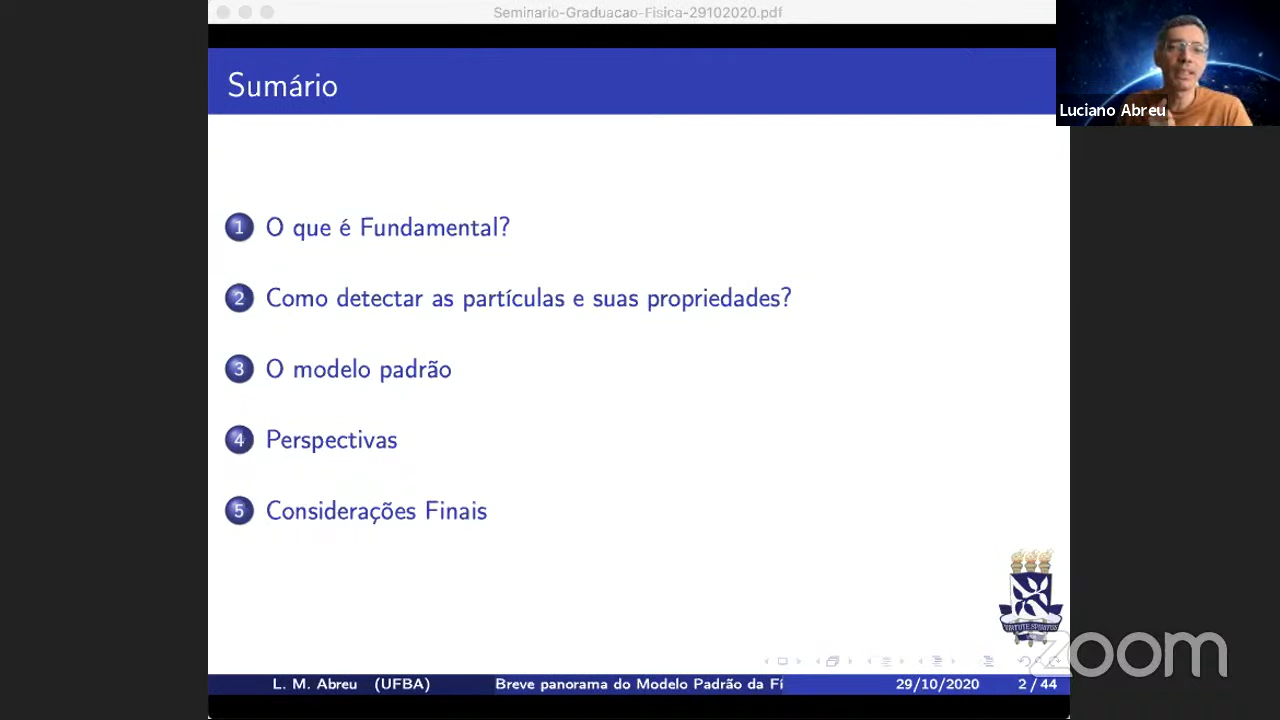 Seminario-Graduacao-Fisica-29102020.pdf
Sumário
Luciano Abreu
1 O que é Fundamental?
2 Como detectar as partículas e suas propriedades?
3 O modelo padrão
4 Perspectivas
5 Considerações Finais
VIRTUTE SPIRITUS
zoom
L. M. Abreu (UFBA) Breve panorama do Modelo Padrão da Fí 29/10/2020 2 / 44